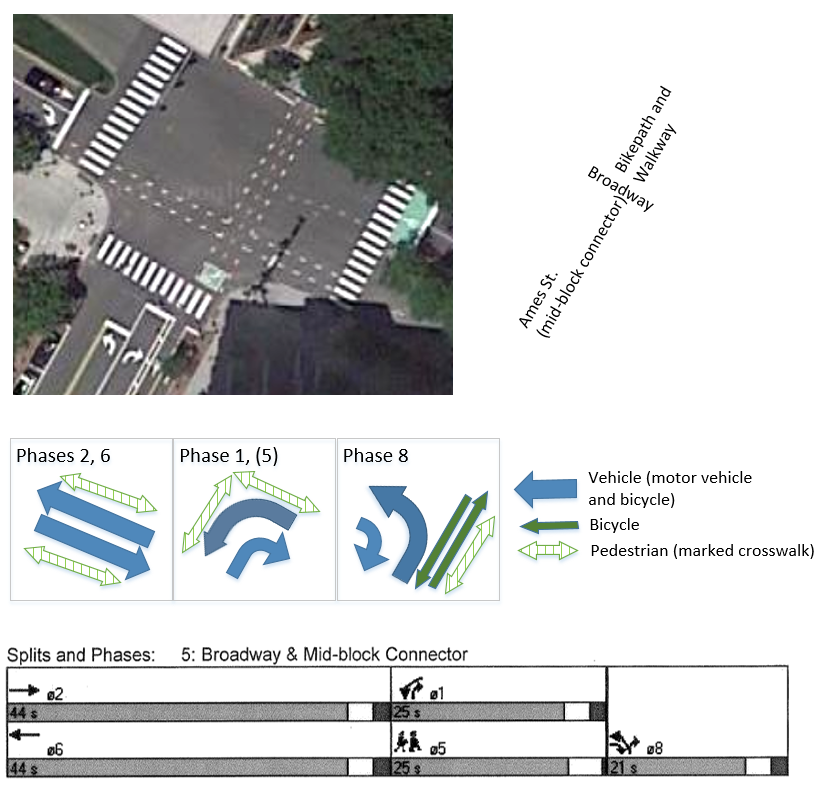 Bikepath and
Walkway
Broadway
Ames St.
(mid-block connector)
Phases 2, 6
Phase 1, (5)
Phase 8
Vehicle (motor vehicle
and bicycle)
Bicycle
Pedestrian (marked crosswalk)
Splits and Phases: 5: Broadway & Mid-block Connector
ø2
44 s
ø1
25 s
ø6
44 s
ø5
25 s
ø8
21 s